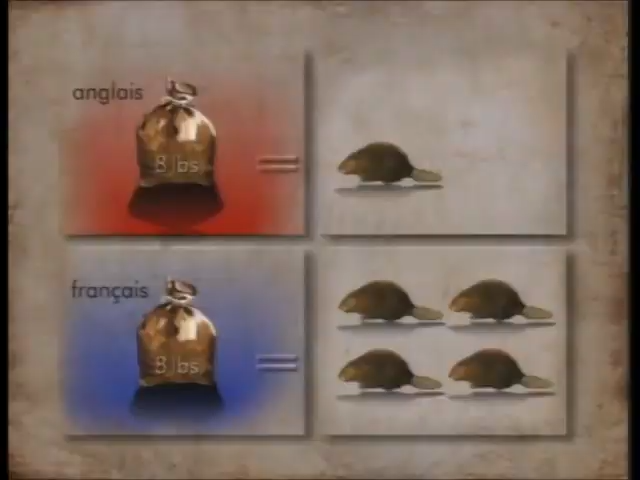 anglais
8 lbs
=
français
8 lbs
=